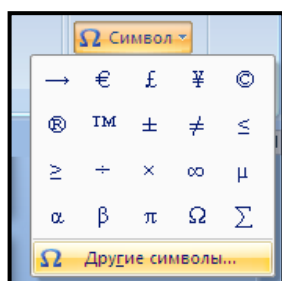 Ω Символ
→ € £ ¥ ©
® ™ ± ≠ ≤
≥ ÷ × ∞ µ
α β π Ω Σ
Ω Другие символы...